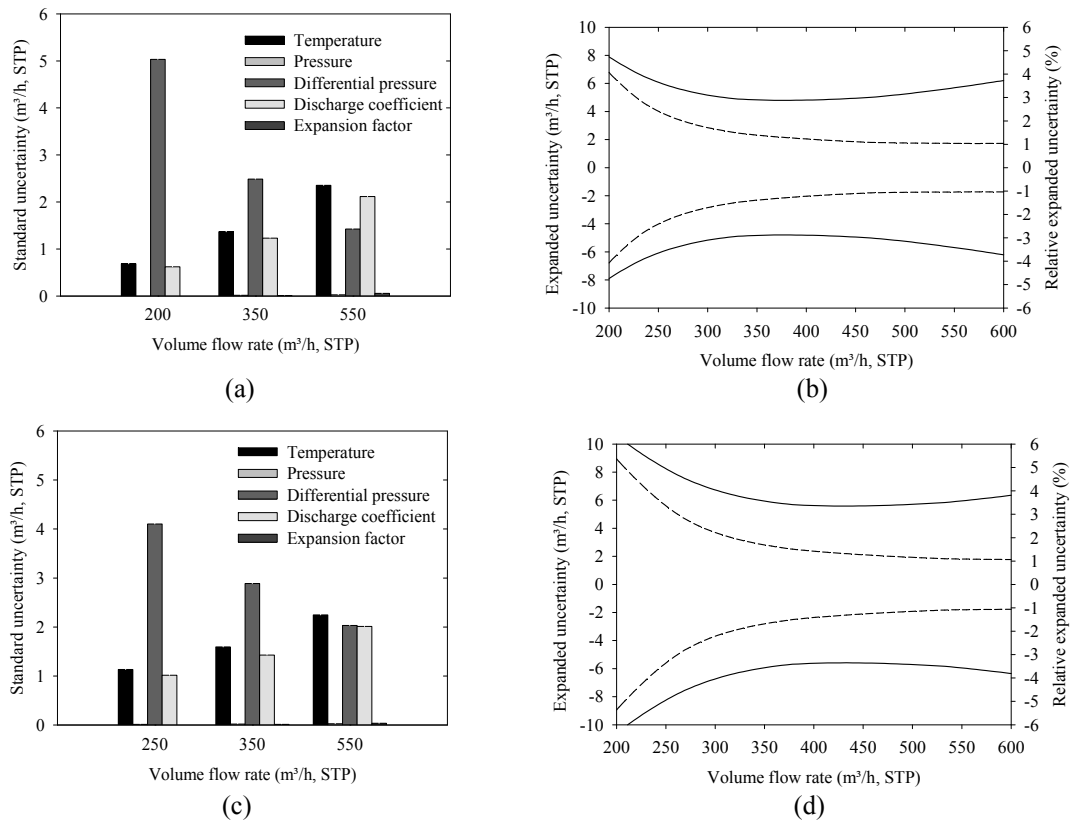 6
5
4
3
2
1
0
Standard uncertainty (m³/h, STP)
Temperature
Pressure
Differential pressure
Discharge coefficient
Expansion factor
200 350 550
Volume flow rate (m³/h, STP)
(a)
10
8
6
4
2
0
-2
-4
-6
-8
-10
Expanded uncertainty (m³/h, STP)
6
5
4
3
2
1
0
-1
-2
-3
-4
-5
-6
Relative expanded uncertainty (%)
200 250 300 350 400 450 500 550 600
Volume flow rate (m³/h, STP)
(b)
6
5
4
3
2
1
0
Standard uncertainty (m³/h, STP)
Temperature
Pressure
Differential pressure
Discharge coefficient
Expansion factor
250 350 550
Volume flow rate (m³/h, STP)
(c)
10
8
6
4
2
0
-2
-4
-6
-8
-10
Expanded uncertainty (m³/h, STP)
6
5
4
3
2
1
0
-1
-2
-3
-4
-5
-6
Relative expanded uncertainty (%)
200 250 300 350 400 450 500 550 600
Volume flow rate (m³/h, STP)
(d)